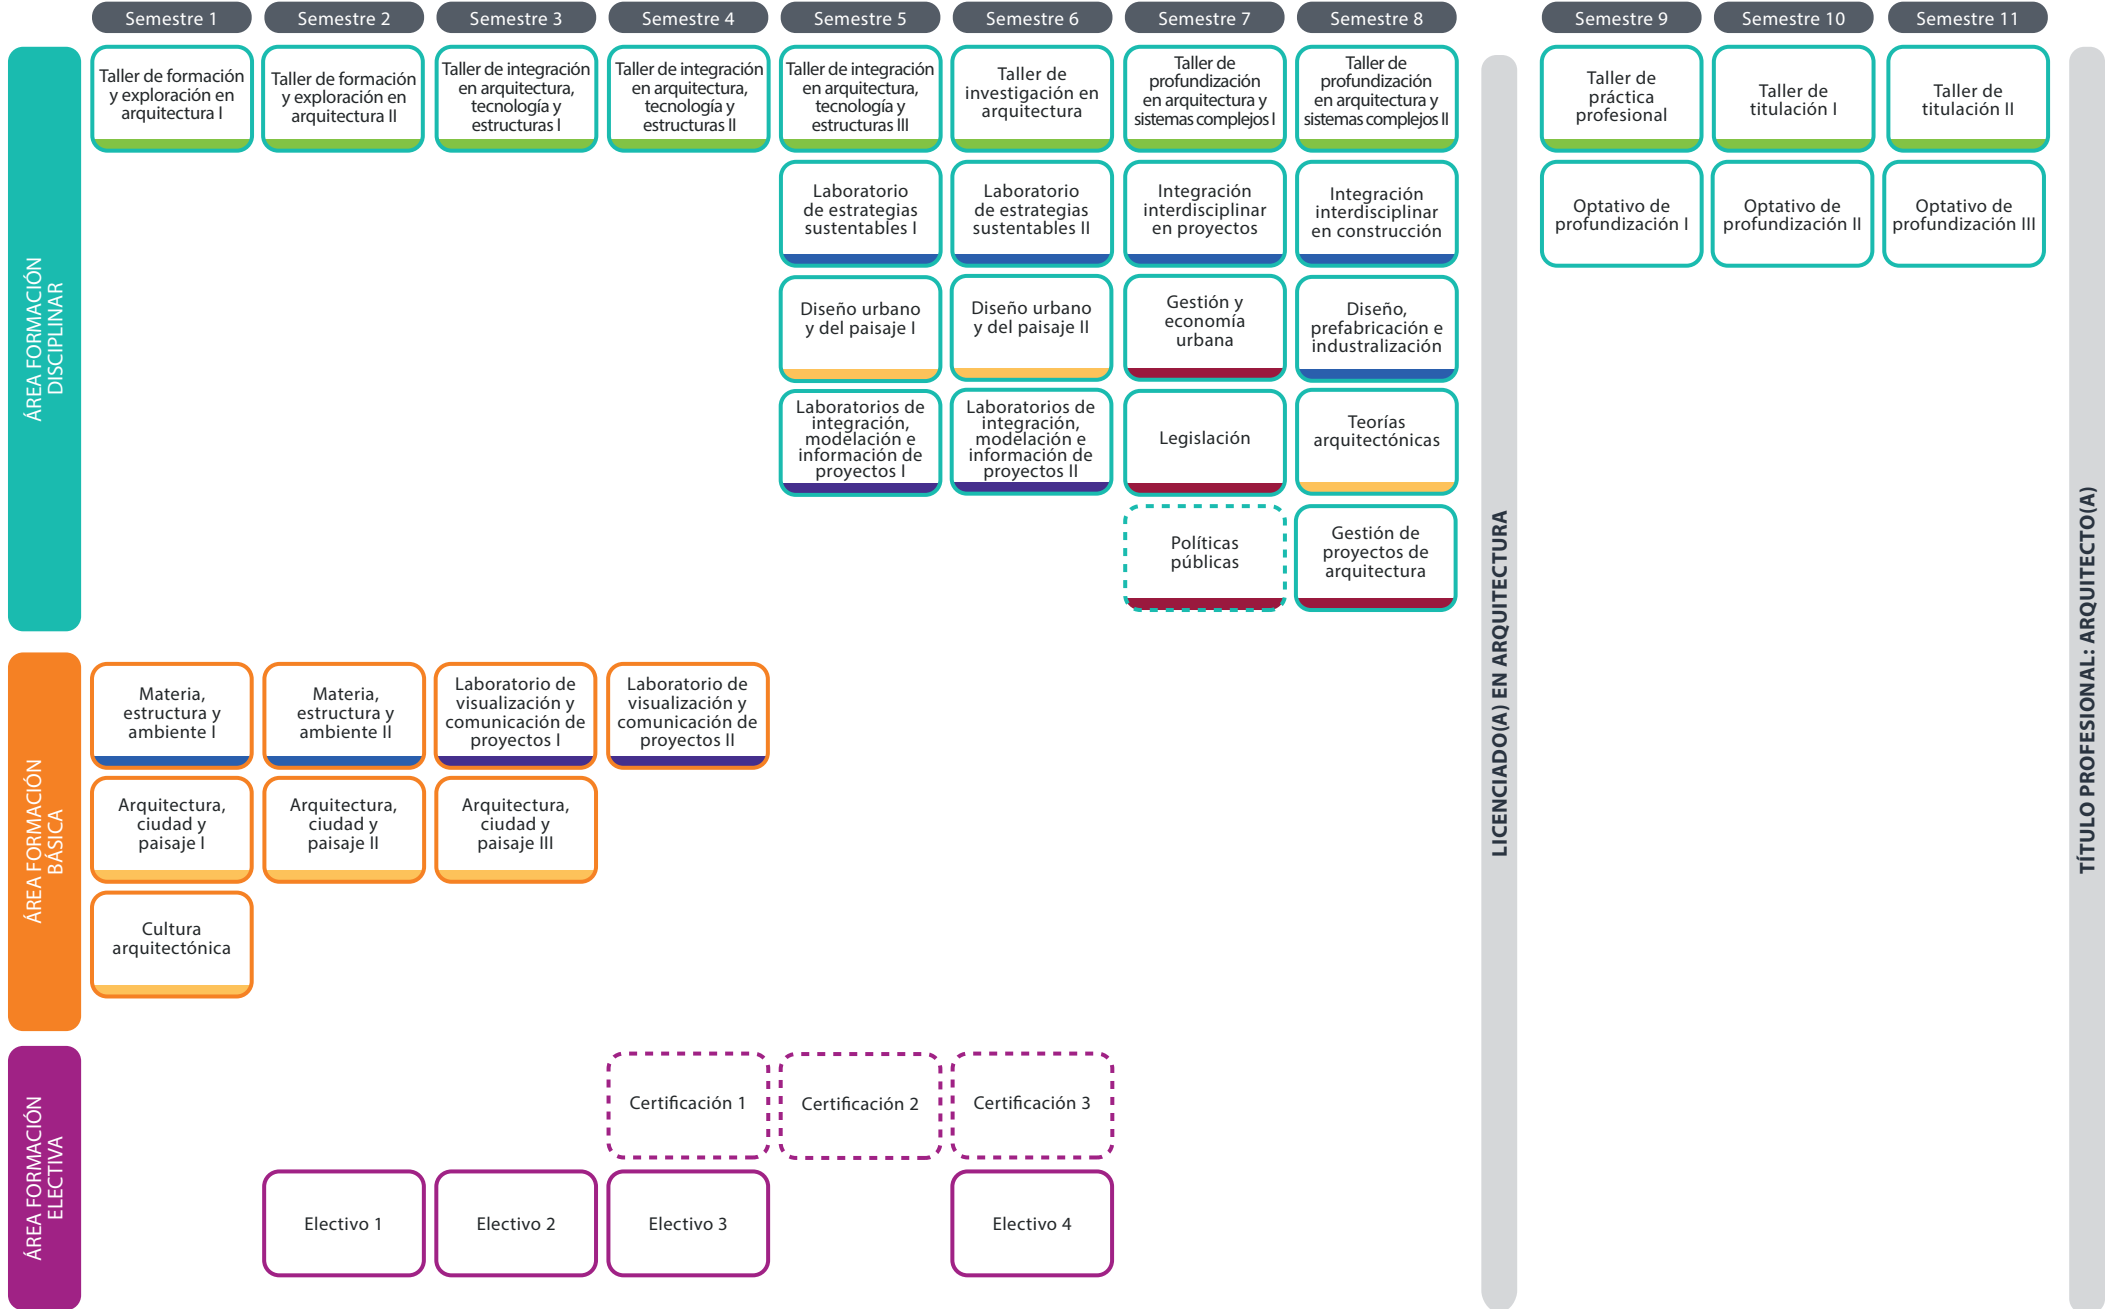 Semestre 1
Semestre 2
Semestre 3
Semestre 4
Semestre 5
Semestre 6
Semestre 7
Semestre 8
Semestre 9
Semestre 10
Semestre 11
ÁREA FORMACIÓN
DISCIPLINAR
Taller de formación
y exploración en
arquitectura I
Taller de formación
y exploración en
arquitectura II
Taller de integración
en arquitectura,
tecnología y
estructuras I
Taller de integración
en arquitectura,
tecnología y
estructuras II
Taller de integración
en arquitectura,
tecnología y
estructuras III
Taller de
investigación en
arquitectura
Taller de
profundización
en arquitectura y
sistemas complejos I
Taller de
profundización
en arquitectura y
sistemas complejos II
Taller de
práctica
profesional
Taller de
titulación I
Taller de
titulación II
Laboratorio
de estrategias
sustentables I
Laboratorio
de estrategias
sustentables II
Integración
interdisciplinar
en proyectos
Integración
interdisciplinar
en construcción
Optativo de
profundización I
Optativo de
profundización II
Optativo de
profundización III
Diseño urbano
y del paisaje I
Diseño urbano
y del paisaje II
Gestión y
economía
urbana
Diseño,
prefabricación e
industralización
Laboratorios de
integración,
modelación e
información de
proyectos I
Laboratorios de
integración,
modelación e
información de
proyectos II
Legislación
Teorías
arquitectónicas
Políticas
públicas
Gestión de
proyectos de
arquitectura
LICENCIADO(A) EN ARQUITECTURA
TÍTULO PROFESIONAL: ARQUITECTO(A)
ÁREA FORMACIÓN
BÁSICA
Materia,
estructura y
ambiente I
Materia,
estructura y
ambiente II
Laboratorio de
visualización y
comunicación de
proyectos I
Laboratorio de
visualización y
comunicación de
proyectos II
Arquitectura,
ciudad y
paisaje I
Arquitectura,
ciudad y
paisaje II
Arquitectura,
ciudad y
paisaje III
Cultura
arquitectónica
ÁREA FORMACIÓN
ELECTIVA
Certificación 1
Certificación 2
Certificación 3
Electivo 1
Electivo 2
Electivo 3
Electivo 4